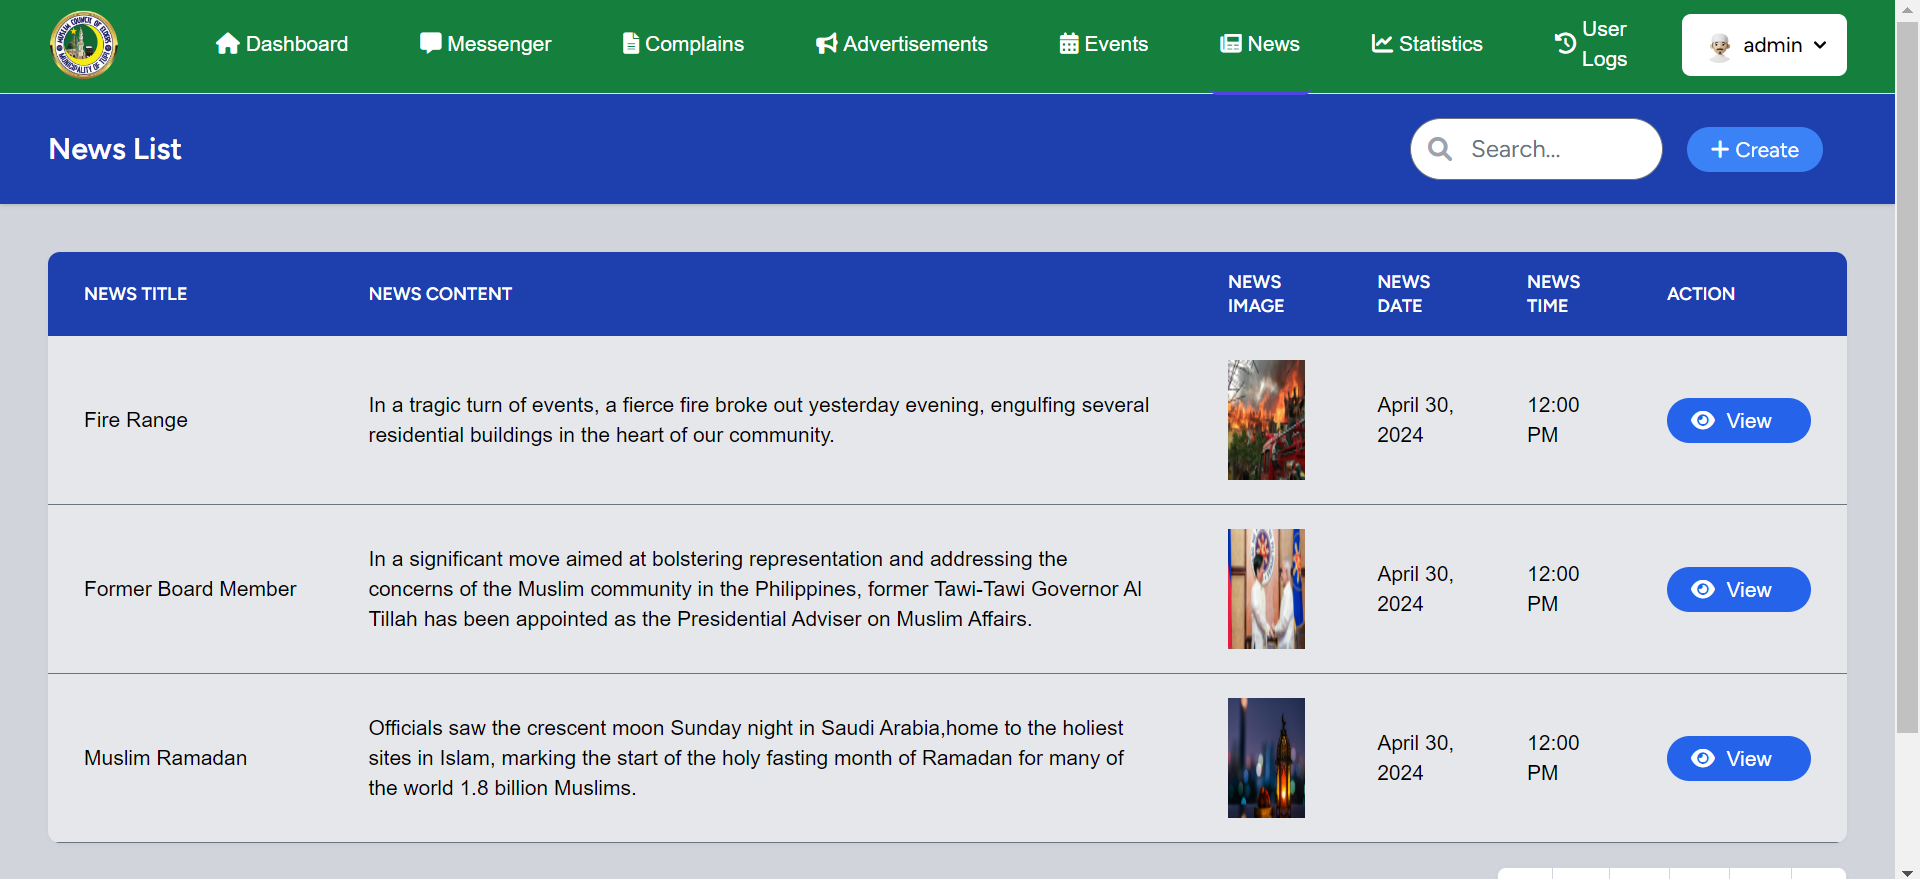 MUSLIM COUNCIL OF ELDERS
MUNICIPALITY OF TUPI
Dashboard
Messenger
Complains
Advertisements
Events
News
Statistics
User
Logs
admin
News List
Search...
Create
NEWS TITLE
NEWS CONTENT
NEWS
IMAGE
NEWS
DATE
NEWS
TIME
ACTION
Fire Range
In a tragic turn of events, a fierce fire broke out yesterday evening, engulfing several
residential buildings in the heart of our community.
April 30,
2024
12:00
PM
View
Former Board Member
In a significant move aimed at bolstering representation and addressing the
concerns of the Muslim community in the Philippines, former Tawi-Tawi Governor Al
Tillah has been appointed as the Presidential Adviser on Muslim Affairs.
April 30,
2024
12:00
PM
View
Muslim Ramadan
Officials saw the crescent moon Sunday night in Saudi Arabia,home to the holiest
sites in Islam, marking the start of the holy fasting month of Ramadan for many of
the world 1.8 billion Muslims.
April 30,
2024
12:00
PM
View